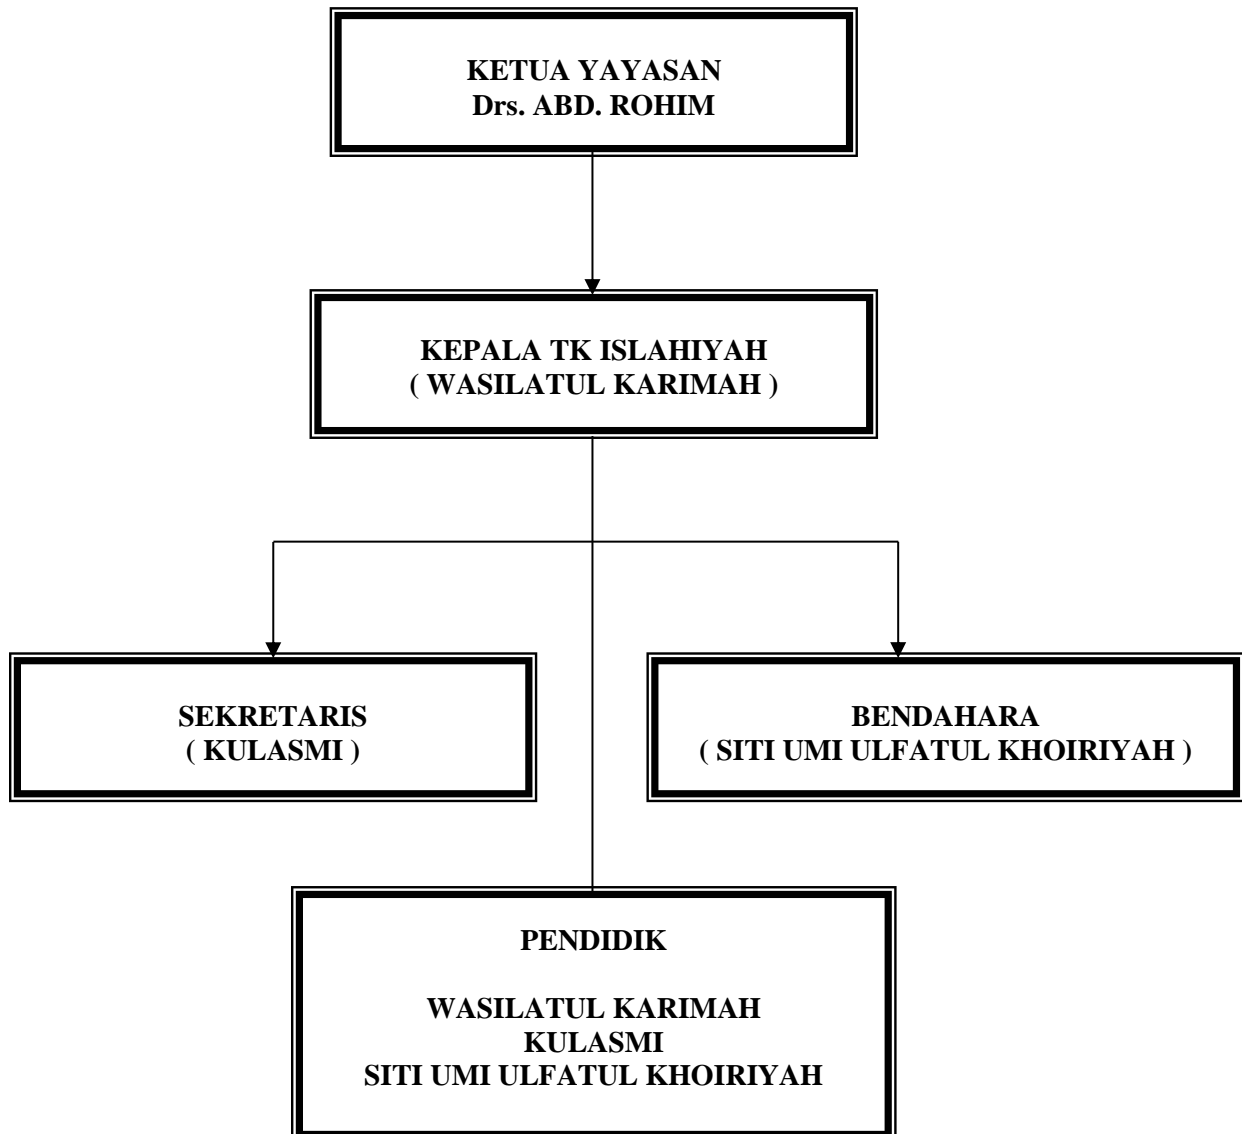 KETUA YAYASAN
Drs. ABD. ROHIM
KEPALA TK ISLAHIYAH
( WASILATUL KARIMAH )
SEKRETARIS
( KULASMI )
BENDAHARA
( SITI UMI ULFATUL KHOIRIYAH )
PENDIDIK
WASILATUL KARIMAH
KULASMI
SITI UMI ULFATUL KHOIRIYAH